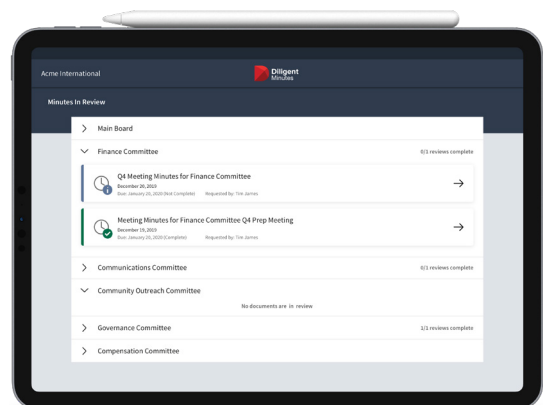 Acme International
Diligent
Minutes
Minutes In Review
Main Board
Finance Committee 0/1 reviews complete
Q4 Meeting Minutes for Finance Committee
December 20, 2019
Due: January 20, 2020 (Not Complete) Requested by: Tim James
Meeting Minutes for Finance Committee Q4 Prep Meeting
December 19, 2019
Due: January 20, 2020 (Complete) Requested by: Tim James
Communications Committee 0/1 reviews complete
Community Outreach Committee
No documents are in review
Governance Committee 1/1 reviews complete
Compensation Committee